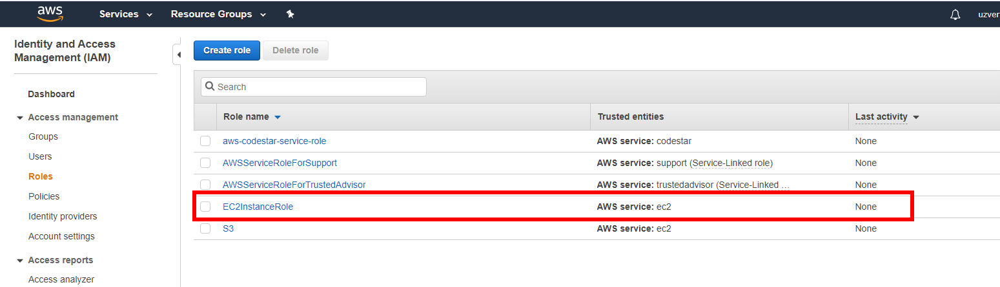 aws Services Resource Groups uzver
Identity and Access
Management (IAM)
Dashboard
Access management
Groups
Users
Roles
Policies
Identity providers
Account settings
Access reports
Access analyzer
Create role Delete role
Search
Role name Trusted entities Last activity
aws-codestar-service-role AWS service: codestar None
AWSServiceRoleForSupport AWS service: support (Service-Linked role) None
AWSServiceRoleForTrustedAdvisor AWS service: trustedadvisor (Service-Linked … None
EC2InstanceRole AWS service: ec2 None
S3 AWS service: ec2 None